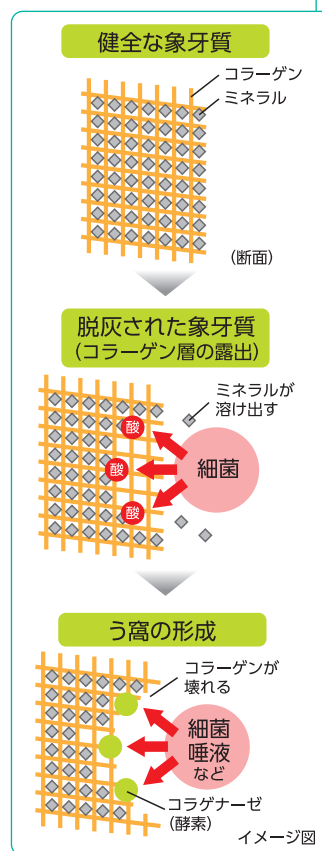 健全な象牙質
コラーゲン
ミネラル
(断面)
脱灰された象牙質
(コラーゲン層の露出)
ミネラルが
溶け出す
酸
酸
酸
細菌
う窩の形成
コラーゲンが
壊れる
細菌
唾液
など
コラゲナーゼ
(酵素)
イメージ図